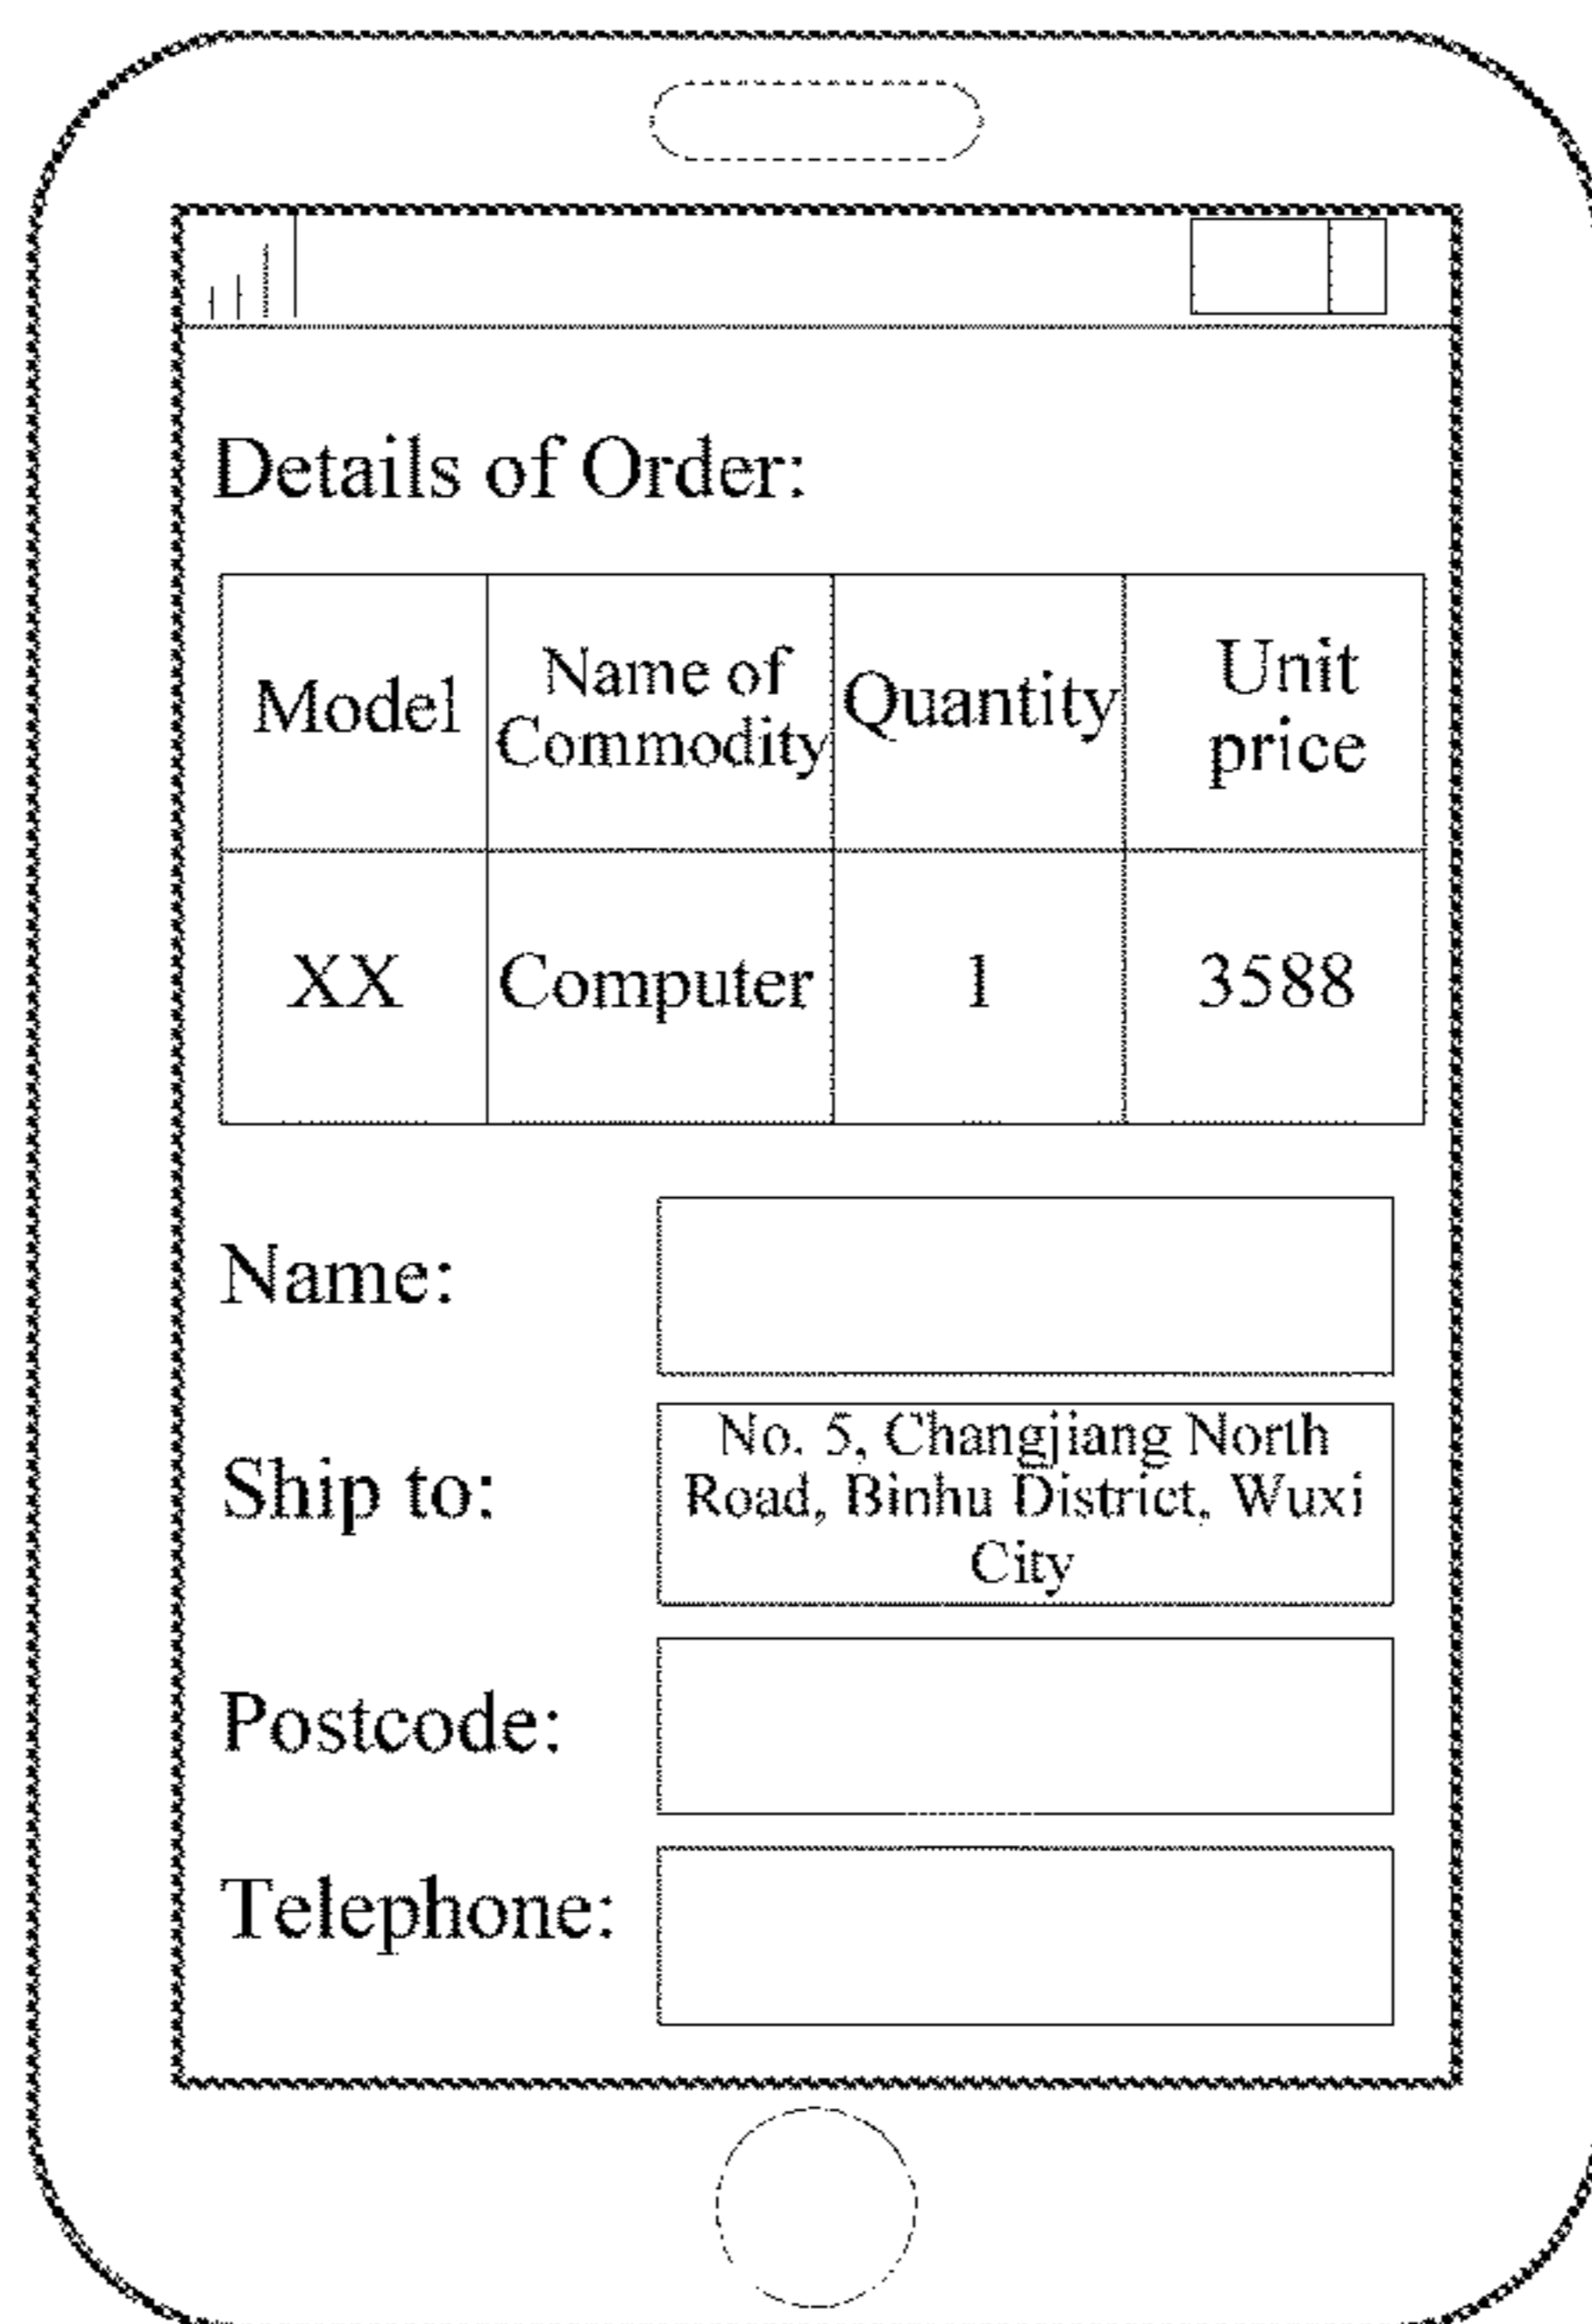 Details of Order:
Model
Name of
Commodity
Quantity
Unit
price
XX
Computer
1
3588
Name:
Ship to:
No. 5, Changjiang North
Road, Binhu District, Wuxi
City
Postcode:
Telephone: